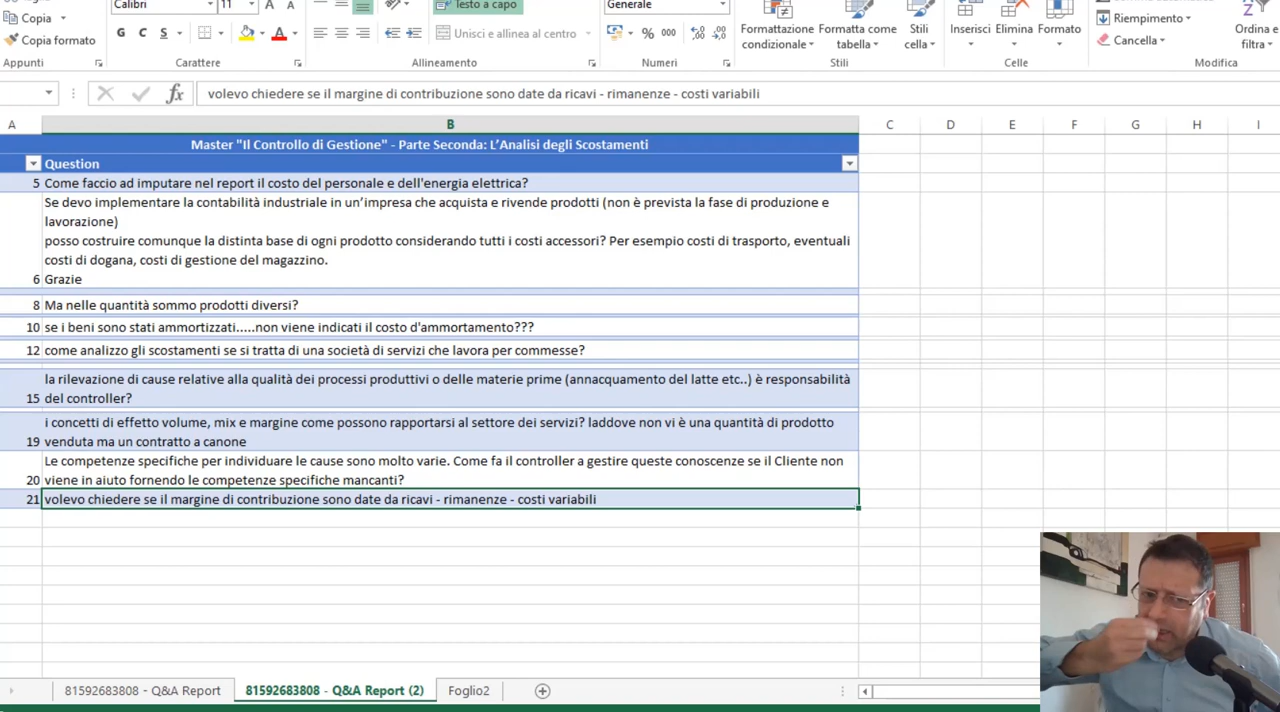 Calibri 11 A A Testo a capo Generale
Copia
Copia formato
G C S A Unisci e allinea al centro % 000
Formattazione condizionale Formatta come tabella Stili cella Inserisci Elimina Formato
Riempimento
Cancella
Ordina e
filtra
Appunti Carattere Allineamento Numeri Stili Celle Modifica
fx volevo chiedere se il margine di contribuzione sono date da ricavi - rimanenze - costi variabili
A B C D E F G H I
Master "Il Controllo di Gestione" - Parte Seconda: L'Analisi degli Scostamenti
Question
5 Come faccio ad imputare nel report il costo del personale e dell'energia elettrica?
Se devo implementare la contabilità industriale in un'impresa che acquista e rivende prodotti (non è prevista la fase di produzione e
lavorazione)
posso costruire comunque la distinta base di ogni prodotto considerando tutti i costi accessori? Per esempio costi di trasporto, eventuali
costi di dogana, costi di gestione del magazzino.
6 Grazie
8 Ma nelle quantità sommo prodotti diversi?
10 se i beni sono stati ammortizzati.....non viene indicati il costo d'ammortamento???
12 come analizzo gli scostamenti se si tratta di una società di servizi che lavora per commesse?
la rilevazione di cause relative alla qualità dei processi produttivi o delle materie prime (annacquamento del latte etc..) è responsabilità
15 del controller?
i concetti di effetto volume, mix e margine come possono rapportarsi al settore dei servizi? laddove non vi è una quantità di prodotto
19 venduta ma un contratto a canone
Le competenze specifiche per individuare le cause sono molto varie. Come fa il controller a gestire queste conoscenze se il Cliente non
20 viene in aiuto fornendo le competenze specifiche mancanti?
21 volevo chiedere se il margine di contribuzione sono date da ricavi - rimanenze - costi variabili
81592683808 - Q&A Report 81592683808 - Q&A Report (2) Foglio2